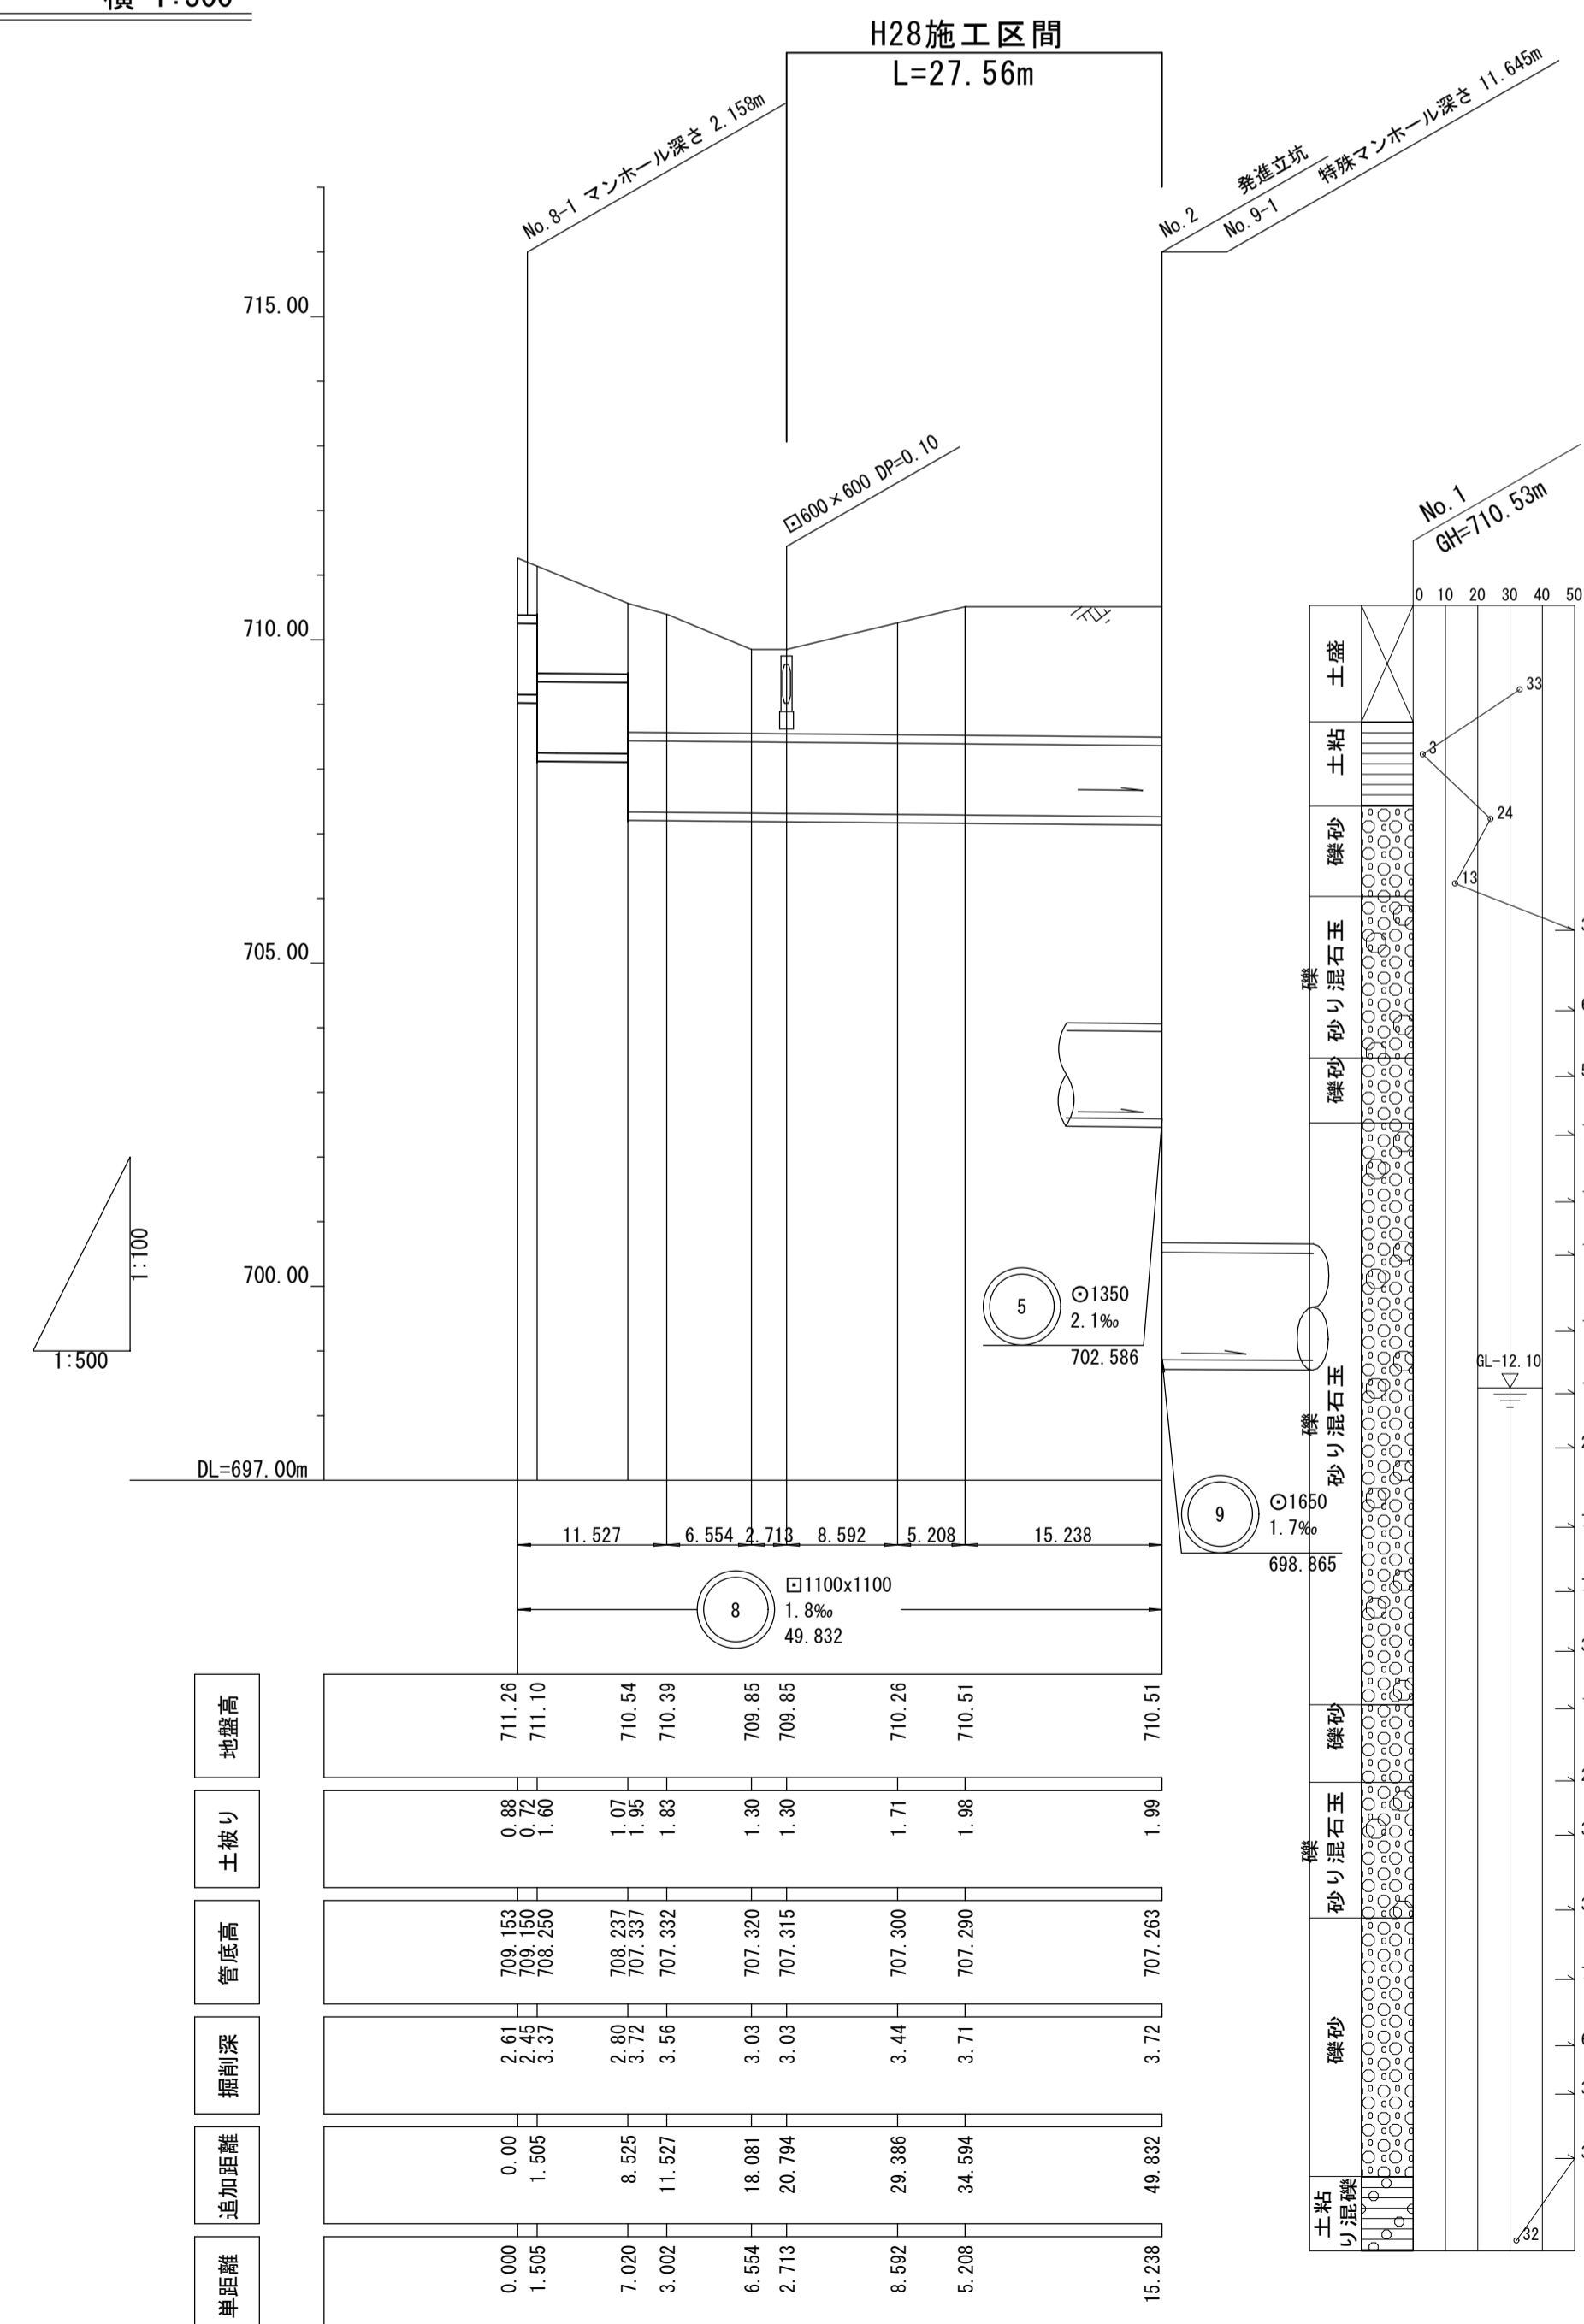 H28施工区間
L=27.56m
No.8-1 マンホール深さ 2.158m
No.2 発進立坑
No.9-1 特殊マンホール深さ 11.645m
□600×600 DP=0.10
No.1
GH=710.53m
715.00
710.00
705.00
700.00
DL=697.00m
1:100
1:500
0 10 20 30 40 50
33
3
24
13
32
GL-12.10
土盛
土粘
礫砂
礫
砂り混石玉
礫砂
礫
砂り混石玉
礫砂
礫
砂り混石玉
礫砂
土粘
り混礫
5
⊙1350
2.1‰
702.586
9
⊙1650
1.7‰
698.865
11.527 6.554 2.713 8.592 5.208 15.238
8
□1100x1100
1.8‰
49.832
地盤高 711.26 711.10 710.54 710.39 709.85 709.85 710.26 710.51 710.51
土被り 0.88 0.72 1.60 1.07 1.95 1.83 1.30 1.30 1.71 1.98 1.99
管底高 709.153 709.150 708.250 708.237 707.337 707.332 707.320 707.315 707.300 707.290 707.263
掘削深 2.61 2.45 3.37 2.80 3.72 3.56 3.03 3.03 3.44 3.71 3.72
追加距離 0.00 1.505 8.525 11.527 18.081 20.794 29.386 34.594 49.832
単距離 0.000 1.505 7.020 3.002 6.554 2.713 8.592 5.208 15.238